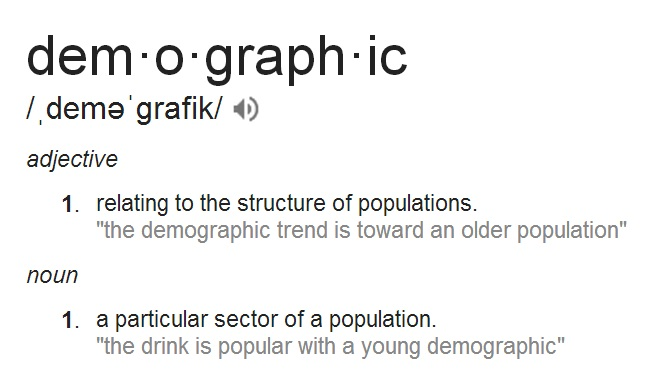 dem·o·graph·ic
/ˌdeməˈgrafik/
adjective
1. relating to the structure of populations.
"the demographic trend is toward an older population"
noun
1. a particular sector of a population.
"the drink is popular with a young demographic"